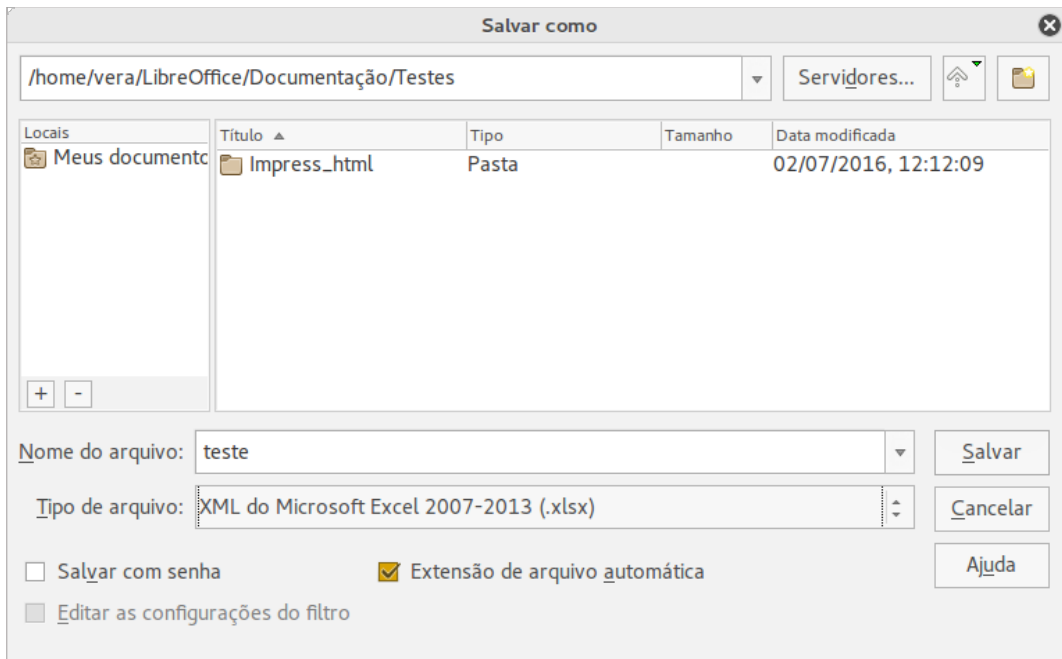 Salvar como
/home/vera/LibreOffice/Documentação/Testes
Servidores...
Locais
Título Tipo Tamanho Data modificada
Meus documento
Impress_html Pasta 02/07/2016, 12:12:09
+ -
Nome do arquivo: teste Salvar
Tipo de arquivo: XML do Microsoft Excel 2007-2013 (.xlsx) Cancelar
Salvar com senha Extensão de arquivo automática Ajuda
Editar as configurações do filtro